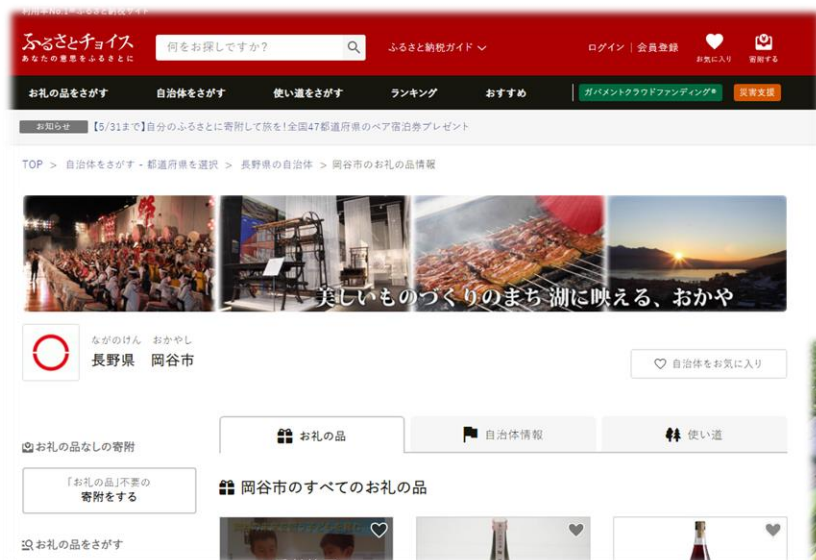 利用率No.1 ふるさと納税サイト
ふるさとチョイス
あなたの意思をふるさとに
何をお探しですか?
ふるさと納税ガイド
ログイン | 会員登録
お気に入り
寄附する
お礼の品をさがす
自治体をさがす
使い道をさがす
ランキング
おすすめ
ガバメントクラウドファンディング®
災害支援
お知らせ 【5/31まで】自分のふるさとに寄附して旅を!全国47都道府県のペア宿泊券プレゼント
TOP > 自治体をさがす - 都道府県を選択 > 長野県の自治体 > 岡谷市のお礼の品情報
美しいものづくりのまち 湖に映える、おかや
ながのけん おかやし
長野県 岡谷市
自治体をお気に入り
お礼の品
自治体情報
使い道
お礼の品なしの寄附
「お礼の品」不要の
寄附をする
岡谷市のすべてのお礼の品
お礼の品をさがす